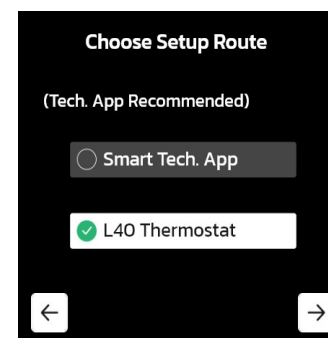 Choose Setup Route
(Tech. App Recommended)
Smart Tech. App
L40 Thermostat